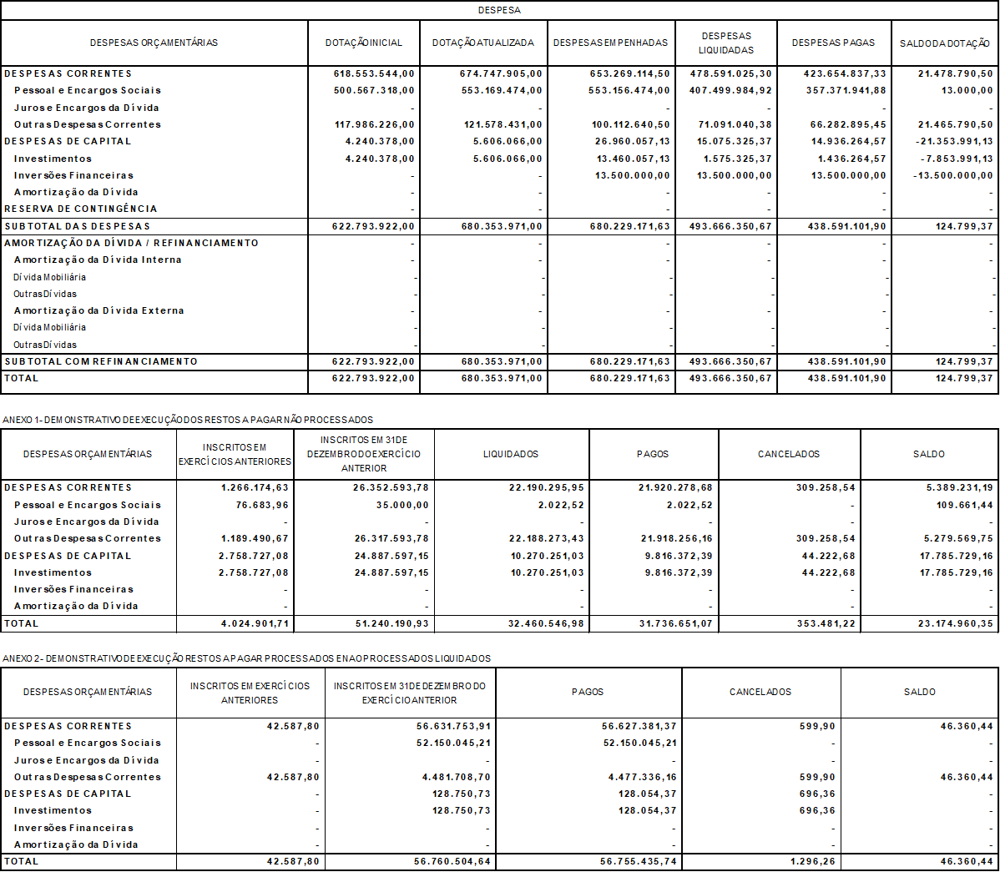 DESPESA
DESPESAS ORÇAMENTÁRIAS DOTAÇÃO INICIAL DOTAÇÃO ATUALIZADA DESPESAS EMPENHADAS DESPESAS LIQUIDADAS DESPESAS PAGAS SALDO DA DOTAÇÃO
DESPESAS CORRENTES 618.553.544,00 674.747.905,00 653.269.114,50 478.591.025,30 423.654.837,33 21.478.790,50
Pessoal e Encargos Sociais 500.567.318,00 553.169.474,00 553.156.474,00 407.499.984,92 357.371.941,88 13.000,00
Juros e Encargos da Dívida - - - - - -
Outras Despesas Correntes 117.986.226,00 121.578.431,00 100.112.640,50 71.091.040,38 66.282.895,45 21.465.790,50
DESPESAS DE CAPITAL 4.240.378,00 5.606.066,00 26.960.057,13 15.075.325,37 14.936.264,57 -21.353.991,13
Investimentos 4.240.378,00 5.606.066,00 13.460.057,13 1.575.325,37 1.436.264,57 -7.853.991,13
Inversões Financeiras - - 13.500.000,00 13.500.000,00 13.500.000,00 -13.500.000,00
Amortização da Dívida - - - - - -
RESERVA DE CONTINGÊNCIA - - - - - -
SUBTOTAL DAS DESPESAS 622.793.922,00 680.353.971,00 680.229.171,63 493.666.350,67 438.591.101,90 124.799,37
AMORTIZAÇÃO DA DÍVIDA / REFINANCIAMENTO - - - - - -
Amortização da Dívida Interna - - - - - -
Dívida Mobiliária - - - - - -
Outras Dívidas - - - - - -
Amortização da Dívida Externa - - - - - -
Dívida Mobiliária - - - - - -
Outras Dívidas - - - - - -
SUBTOTAL COM REFINANCIAMENTO 622.793.922,00 680.353.971,00 680.229.171,63 493.666.350,67 438.591.101,90 124.799,37
TOTAL 622.793.922,00 680.353.971,00 680.229.171,63 493.666.350,67 438.591.101,90 124.799,37
ANEXO 1 - DEMONSTRATIVO DE EXECUÇÃO DOS RESTOS A PAGAR NÃO PROCESSADOS
DESPESAS ORÇAMENTÁRIAS INSCRITOS EM EXERCÍCIOS ANTERIORES INSCRITOS EM 31 DE DEZEMBRO DO EXERCÍCIO ANTERIOR LIQUIDADOS PAGOS CANCELADOS SALDO
DESPESAS CORRENTES 1.266.174,63 26.352.593,78 22.190.295,95 21.920.278,68 309.258,54 5.389.231,19
Pessoal e Encargos Sociais 76.683,96 35.000,00 2.022,52 2.022,52 - 109.661,44
Juros e Encargos da Dívida - - - - - -
Outras Despesas Correntes 1.189.490,67 26.317.593,78 22.188.273,43 21.918.256,16 309.258,54 5.279.569,75
DESPESAS DE CAPITAL 2.758.727,08 24.887.597,15 10.270.251,03 9.816.372,39 44.222,68 17.785.729,16
Investimentos 2.758.727,08 24.887.597,15 10.270.251,03 9.816.372,39 44.222,68 17.785.729,16
Inversões Financeiras - - - - - -
Amortização da Dívida - - - - - -
TOTAL 4.024.901,71 51.240.190,93 32.460.546,98 31.736.651,07 353.481,22 23.174.960,35
ANEXO 2 - DEMONSTRATIVO DE EXECUÇÃO RESTOS A PAGAR PROCESSADOS E NAO PROCESSADOS LIQUIDADOS
DESPESAS ORÇAMENTÁRIAS INSCRITOS EM EXERCÍCIOS ANTERIORES INSCRITOS EM 31 DE DEZEMBRO DO EXERCÍCIO ANTERIOR PAGOS CANCELADOS SALDO
DESPESAS CORRENTES 42.587,80 56.631.753,91 56.627.381,37 599,90 46.360,44
Pessoal e Encargos Sociais - 52.150.045,21 52.150.045,21 - -
Juros e Encargos da Dívida - - - - -
Outras Despesas Correntes 42.587,80 4.481.708,70 4.477.336,16 599,90 46.360,44
DESPESAS DE CAPITAL - 128.750,73 128.054,37 696,36 -
Investimentos - 128.750,73 128.054,37 696,36 -
Inversões Financeiras - - - - -
Amortização da Dívida - - - - -
TOTAL 42.587,80 56.760.504,64 56.755.435,74 1.296,26 46.360,44